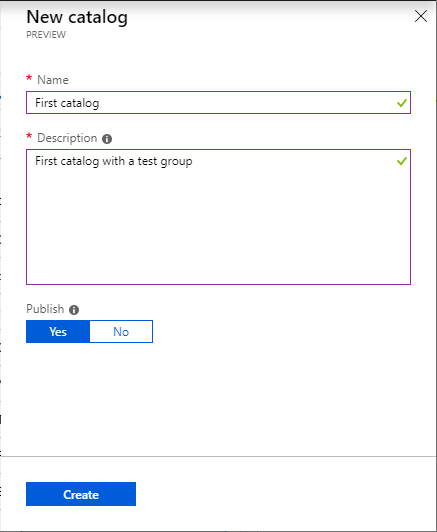 New catalog
PREVIEW
* Name
First catalog
* Description
First catalog with a test group
Publish
Yes No
Create